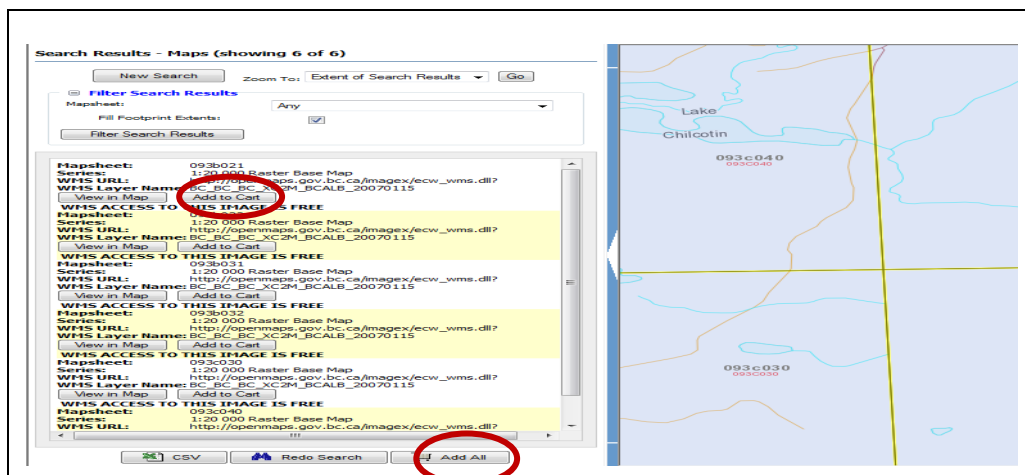 Search Results - Maps (showing 6 of 6)
New Search Zoom To: Extent of Search Results Go
Filter Search Results
Mapsheet: Any
Fill Footprint Extents:
Filter Search Results
Mapsheet: 093b021
Series: 1:20 000 Raster Base Map
WMS URL: http://openmaps.gov.bc.ca/imagex/ecw_wms.dll?
WMS Layer Name: BC_BC_BC_XC2M_BCALB_20070115
View in Map Add to Cart
WMS ACCESS TO THIS IMAGE IS FREE
Mapsheet:
Series: 1:20 000 Raster Base Map
WMS URL: http://openmaps.gov.bc.ca/imagex/ecw_wms.dll?
WMS Layer Name: BC_BC_BC_XC2M_BCALB_20070115
View in Map Add to Cart
WMS ACCESS TO THIS IMAGE IS FREE
Mapsheet: 093b031
Series: 1:20 000 Raster Base Map
WMS URL: http://openmaps.gov.bc.ca/imagex/ecw_wms.dll?
WMS Layer Name: BC_BC_BC_XC2M_BCALB_20070115
View in Map Add to Cart
WMS ACCESS TO THIS IMAGE IS FREE
Mapsheet: 093b032
Series: 1:20 000 Raster Base Map
WMS URL: http://openmaps.gov.bc.ca/imagex/ecw_wms.dll?
WMS Layer Name: BC_BC_BC_XC2M_BCALB_20070115
View in Map Add to Cart
WMS ACCESS TO THIS IMAGE IS FREE
Mapsheet: 093c030
Series: 1:20 000 Raster Base Map
WMS URL: http://openmaps.gov.bc.ca/imagex/ecw_wms.dll?
WMS Layer Name: BC_BC_BC_XC2M_BCALB_20070115
View in Map Add to Cart
WMS ACCESS TO THIS IMAGE IS FREE
Mapsheet: 093c040
Series: 1:20 000 Raster Base Map
WMS URL: http://openmaps.gov.bc.ca/imagex/ecw_wms.dll?
CSV Redo Search Add All
Lake
Chilcotin
093c040
093C040
093c030
093C030